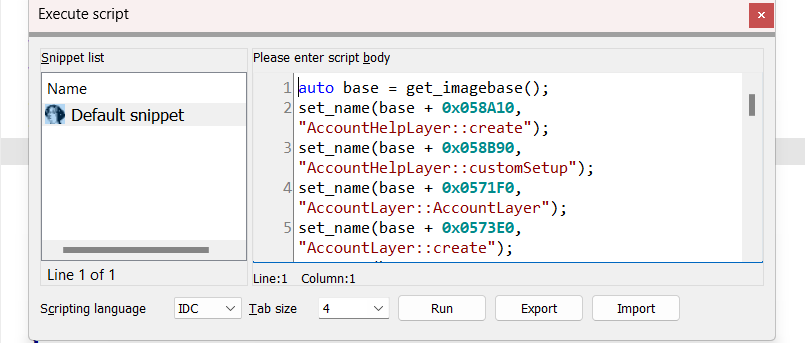 Execute script
Snippet list
Please enter script body
Name
Default snippet
Line 1 of 1
1 auto base = get_imagebase();
2 set_name(base + 0x058A10,
"AccountHelpLayer::create");
3 set_name(base + 0x058B90,
"AccountHelpLayer::customSetup");
4 set_name(base + 0x0571F0,
"AccountLayer::AccountLayer");
5 set_name(base + 0x0573E0,
"AccountLayer::create");
Line:1 Column:1
Scripting language IDC Tab size 4 Run Export Import